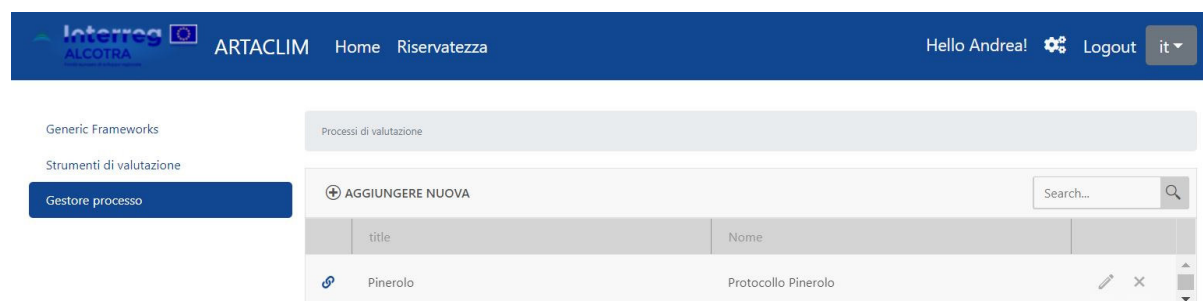 Interreg
ALCOTRA
ARTACLIM Home Riservatezza
Hello Andrea! Logout it
Generic Frameworks
Strumenti di valutazione
Gestore processo
Processi di valutazione
AGGIUNGERE NUOVA
Search...
title Nome
Pinerolo Protocollo Pinerolo